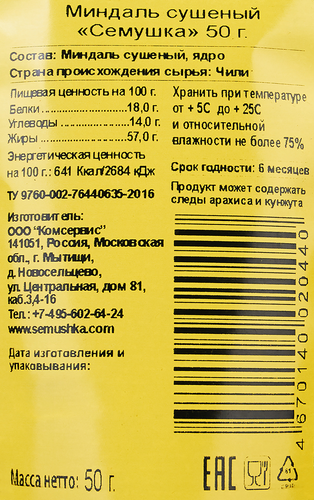 Миндаль сушеный
«Семушка» 50 г.
Состав: Миндаль сушеный, ядро
Страна происхождения сырья: Чили
Пищевая ценность на 100 г.
Белки..................18,0 г.
Углеводы..............14,0 г.
Жиры..................57,0 г.
Энергетическая ценность
на 100 г.: 641 Ккал/2684 кДж
ТУ 9760-002-76440635-2016
Изготовитель:
ООО "Комсервис"
141051, Россия, Московская
обл., г. Мытищи,
д. Новосельцево,
ул. Центральная, дом 81,
каб.3,4-16
Тел.: +7-495-602-64-24
www.semushka.com
Дата изготовления и
упаковывания:
Масса нетто: 50 г.
Хранить при температуре
от + 5С до + 25С
и относительной
влажности не более 75%
Срок годности: 6 месяцев
Продукт может содержать
следы арахиса и кунжута
4 670140 020440
ЕАС